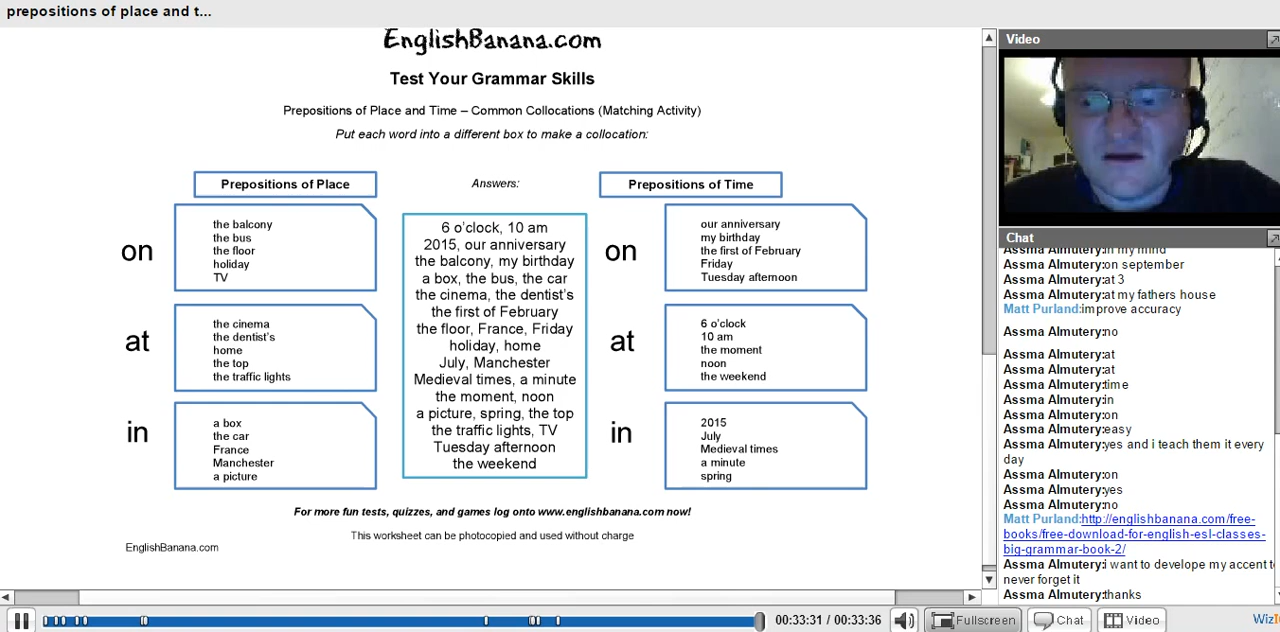 prepositions of place and t...
EnglishBanana.com
Test Your Grammar Skills
Prepositions of Place and Time – Common Collocations (Matching Activity)
Put each word into a different box to make a collocation:
Prepositions of Place
on
the balcony
the bus
the floor
holiday
TV
at
the cinema
the dentist's
home
the top
the traffic lights
in
a box
the car
France
Manchester
a picture
Answers:
6 o'clock, 10 am
2015, our anniversary
the balcony, my birthday
a box, the bus, the car
the cinema, the dentist's
the first of February
the floor, France, Friday
holiday, home
July, Manchester
Medieval times, a minute
the moment, noon
a picture, spring, the top
the traffic lights, TV
Tuesday afternoon
the weekend
Prepositions of Time
on
our anniversary
my birthday
the first of February
Friday
Tuesday afternoon
at
6 o'clock
10 am
the moment
noon
the weekend
in
2015
July
Medieval times
a minute
spring
For more fun tests, quizzes, and games log onto www.englishbanana.com now!
This worksheet can be photocopied and used without charge
EnglishBanana.com
Video
Chat
Assma Almutery:in my mind
Assma Almutery:on september
Assma Almutery:at 3
Assma Almutery:at my fathers house
Matt Purland:improve accuracy
Assma Almutery:no
Assma Almutery:at
Assma Almutery:at
Assma Almutery:time
Assma Almutery:in
Assma Almutery:on
Assma Almutery:easy
Assma Almutery:yes and i teach them it every
day
Assma Almutery:on
Assma Almutery:yes
Assma Almutery:no
Matt Purland:http://englishbanana.com/free-
books/free-download-for-english-esl-classes-
big-grammar-book-2/
Assma Almutery:i want to develope my accent t
never forget it
Assma Almutery:thanks
00:33:31 / 00:33:36
Fullscreen
Chat
Video